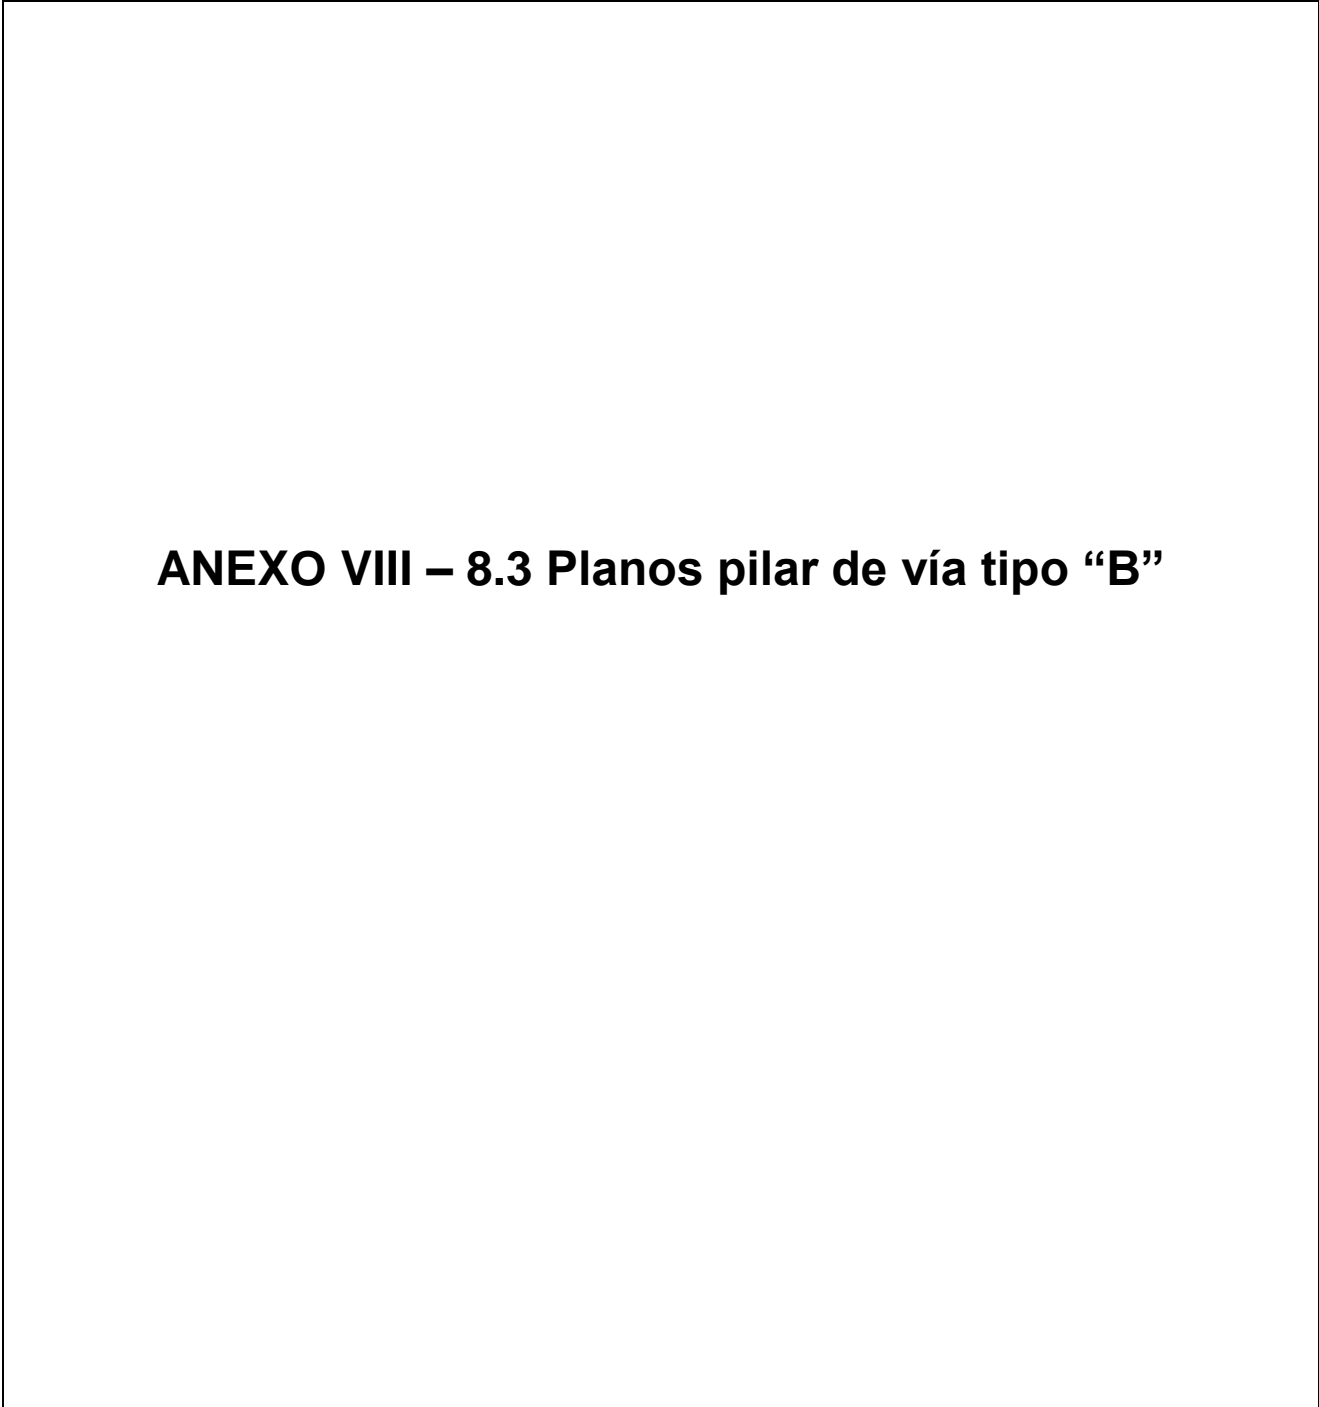 ANEXO VIII – 8.3 Planos pilar de vía tipo “B”